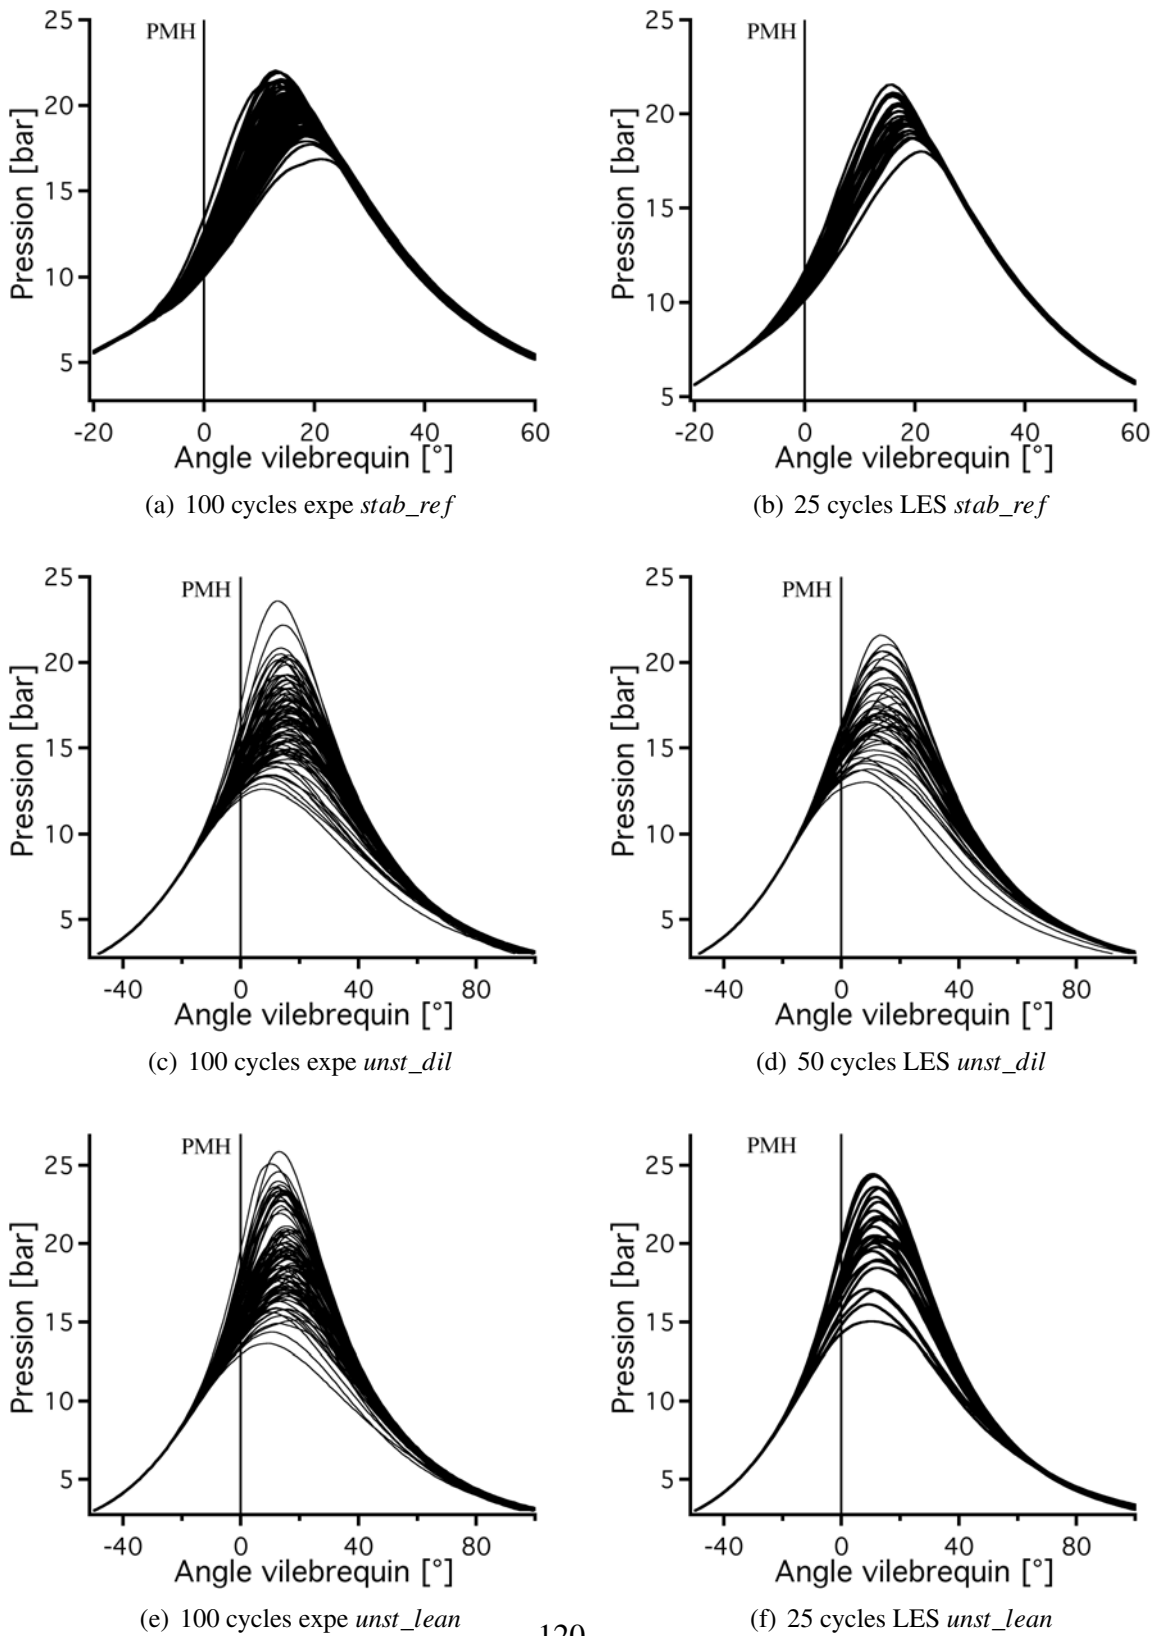 25
20
15
10
5
Pression [bar]
PMH
-20 0 20 40 60
Angle vilebrequin [°]
(a) 100 cycles expe stab_ref
25
20
15
10
5
Pression [bar]
PMH
-20 0 20 40 60
Angle vilebrequin [°]
(b) 25 cycles LES stab_ref
25
20
15
10
5
Pression [bar]
PMH
-40 0 40 80
Angle vilebrequin [°]
(c) 100 cycles expe unst_dil
25
20
15
10
5
Pression [bar]
PMH
-40 0 40 80
Angle vilebrequin [°]
(d) 50 cycles LES unst_dil
25
20
15
10
5
Pression [bar]
PMH
-40 0 40 80
Angle vilebrequin [°]
(e) 100 cycles expe unst_lean
25
20
15
10
5
Pression [bar]
PMH
-40 0 40 80
Angle vilebrequin [°]
(f) 25 cycles LES unst_lean
120